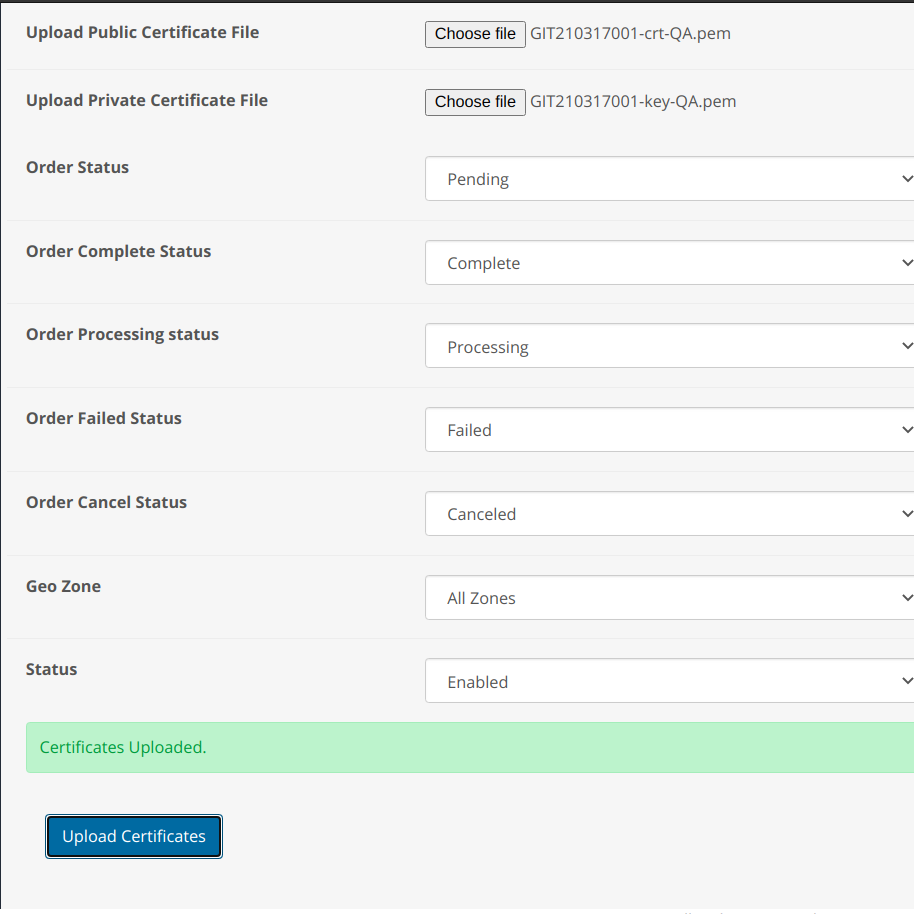 Upload Public Certificate File
Choose file GIT210317001-crt-QA.pem
Upload Private Certificate File
Choose file GIT210317001-key-QA.pem
Order Status
Pending
Order Complete Status
Complete
Order Processing status
Processing
Order Failed Status
Failed
Order Cancel Status
Canceled
Geo Zone
All Zones
Status
Enabled
Certificates Uploaded.
Upload Certificates